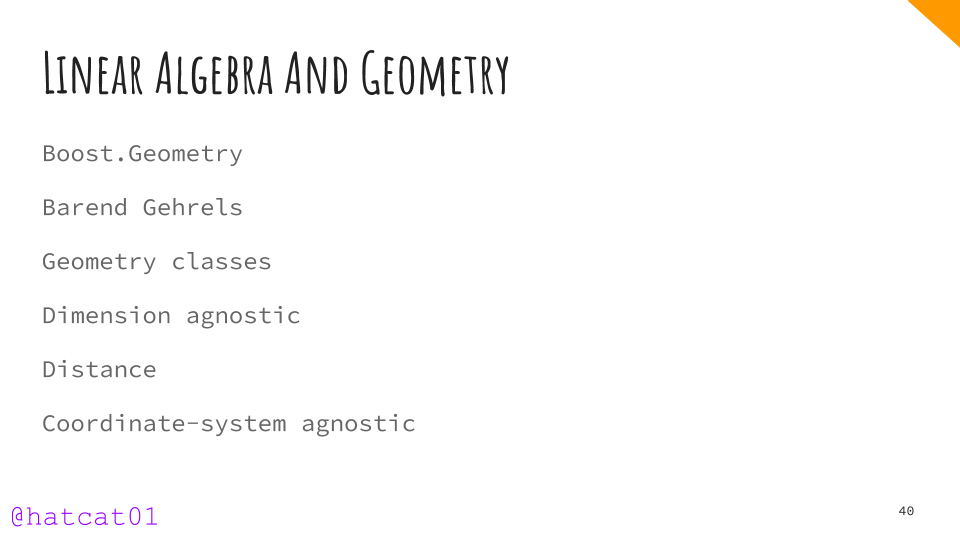 Linear Algebra And Geometry
Boost.Geometry
Barend Gehrels
Geometry classes
Dimension agnostic
Distance
Coordinate-system agnostic
@hatcat01
40